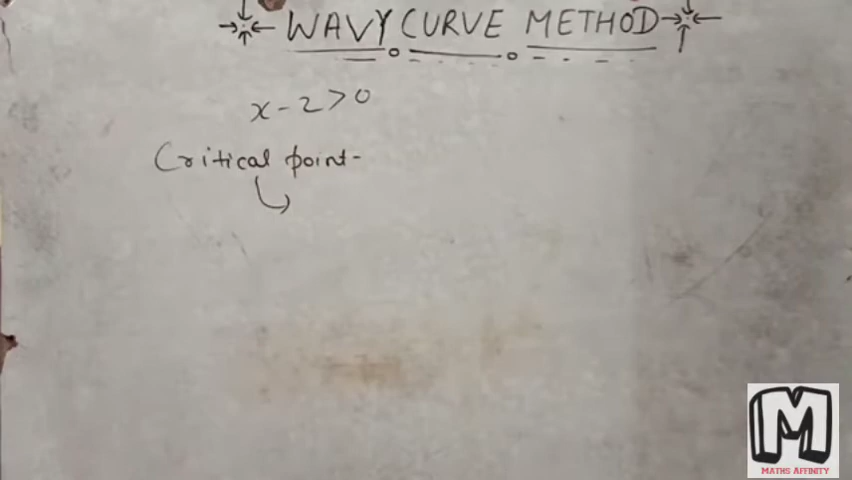 WAVY CURVE METHOD
x - 2 > 0
Critical point -
M
MATHS AFFINITY